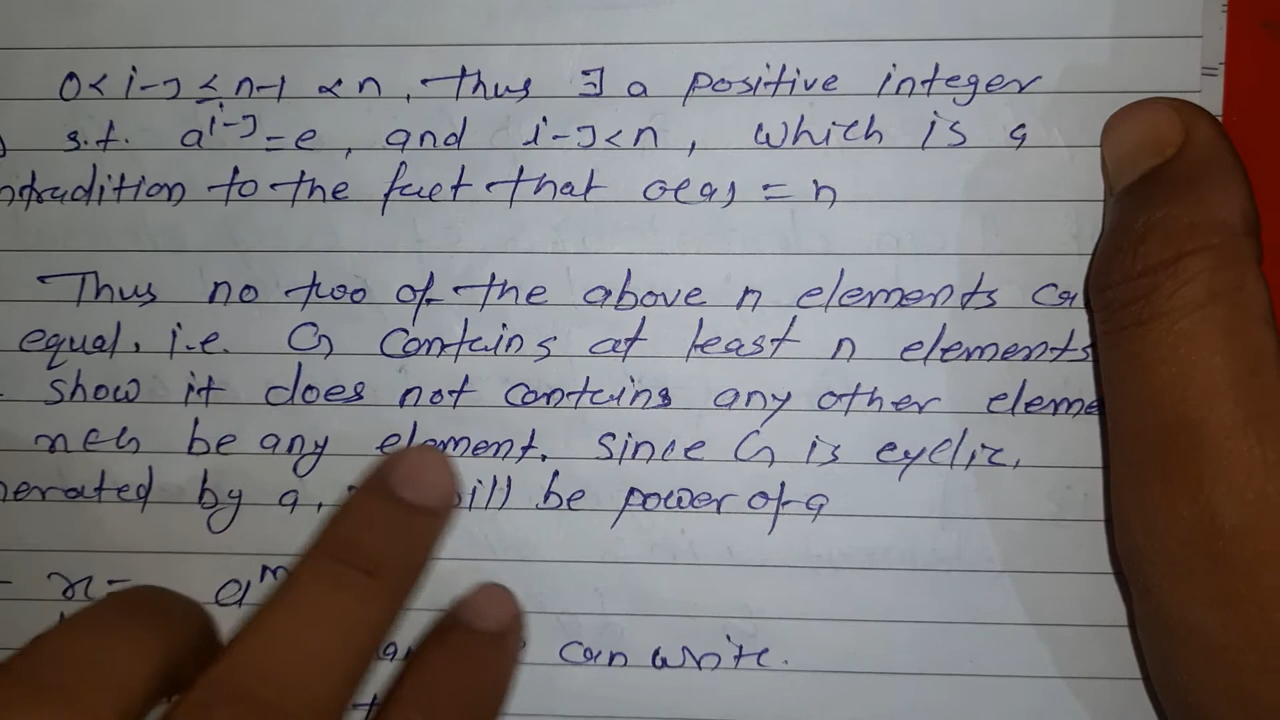 0< i-j ≤ n-1 < n, Thus ∃ a positive integer
s.t. a^{i-j} = e, and i-j < n, which is a
ntradition to the fact that o(a) = n
Thus no two of the above n elements ca
equal, i.e. G contains at least n elements
show it does not contains any other eleme
x∈G be any element. Since G is cyclic,
nerated by a, will be power of a
x = a^m
can write.